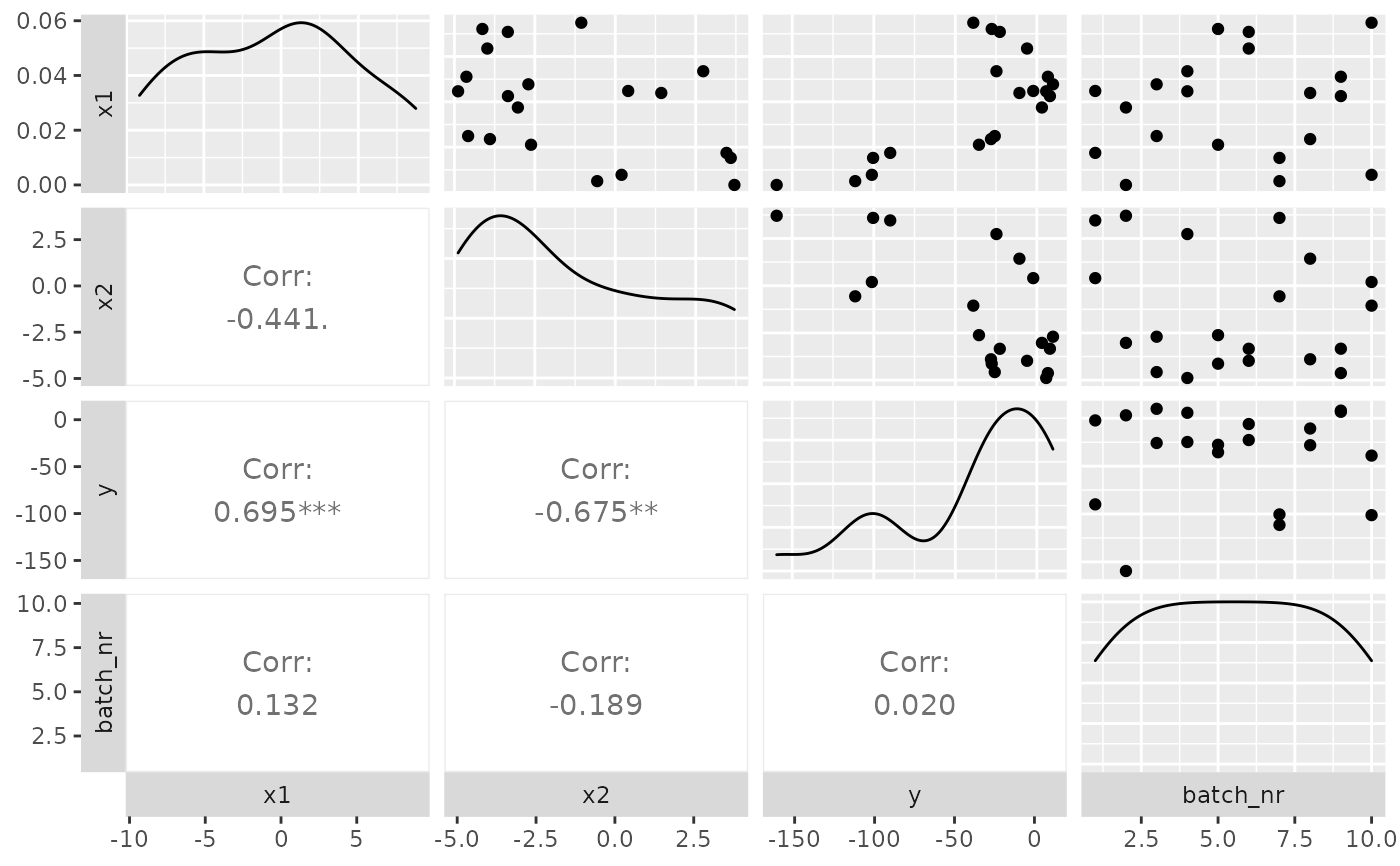 0.06
0.04
0.02
0.00
x1
2.5
0.0
-2.5
-5.0
x2
Corr:
-0.441.
0
-50
-100
-150
y
Corr:
0.695***
Corr:
-0.675**
10.0
7.5
5.0
2.5
batch_nr
Corr:
0.132
Corr:
-0.189
Corr:
0.020
x1 x2 y batch_nr
-10 -5 0 5 -5.0 -2.5 0.0 2.5 -150 -100 -50 0 2.5 5.0 7.5 10.0